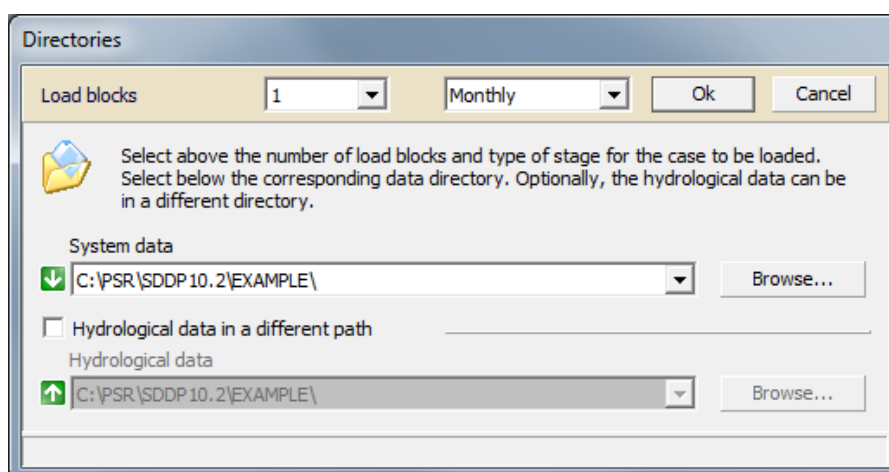 Directories
Load blocks 1 Monthly Ok Cancel
Select above the number of load blocks and type of stage for the case to be loaded.
Select below the corresponding data directory. Optionally, the hydrological data can be
in a different directory.
System data
C:\PSR\SDDP10.2\EXAMPLE\ Browse...
Hydrological data in a different path
Hydrological data
C:\PSR\SDDP10.2\EXAMPLE\ Browse...